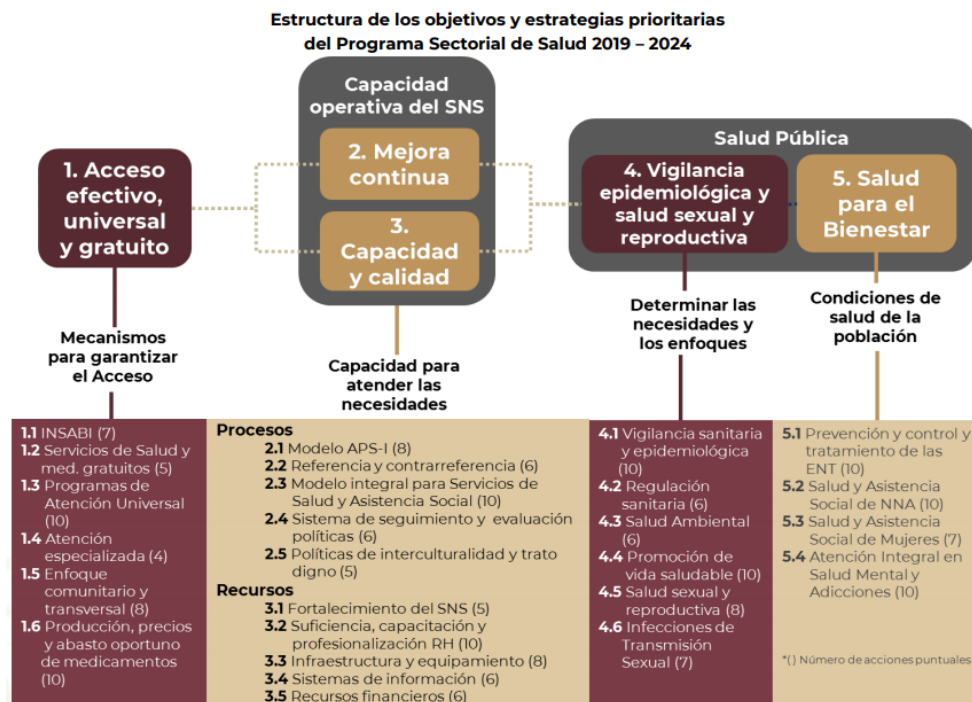 Estructura de los objetivos y estrategias prioritarias
del Programa Sectorial de Salud 2019 – 2024
Capacidad
operativa del SNS
Salud Pública
1. Acceso
efectivo,
universal
y gratuito
2. Mejora
continua
3.
Capacidad
y calidad
4. Vigilancia
epidemiológica y
salud sexual y
reproductiva
5. Salud
para el
Bienestar
Mecanismos
para garantizar
el Acceso
Capacidad para
atender las
necesidades
Determinar las
necesidades y
los enfoques
Condiciones de
salud de la
población
1.1 INSABI (7)
1.2 Servicios de Salud y
med. gratuitos (5)
1.3 Programas de
Atención Universal
(10)
1.4 Atención
especializada (4)
1.5 Enfoque
comunitario y
transversal (8)
1.6 Producción, precios
y abasto oportuno
de medicamentos
(10)
Procesos
2.1 Modelo APS-I (8)
2.2 Referencia y contrarreferencia (6)
2.3 Modelo integral para Servicios de
Salud y Asistencia Social (10)
2.4 Sistema de seguimiento y evaluación
políticas (6)
2.5 Políticas de interculturalidad y trato
digno (5)
Recursos
3.1 Fortalecimiento del SNS (5)
3.2 Suficiencia, capacitación y
profesionalización RH (10)
3.3 Infraestructura y equipamiento (8)
3.4 Sistemas de información (6)
3.5 Recursos financieros (6)
4.1 Vigilancia sanitaria
y epidemiológica
(10)
4.2 Regulación
sanitaria (6)
4.3 Salud Ambiental
(6)
4.4 Promoción de
vida saludable (10)
4.5 Salud sexual y
reproductiva (8)
4.6 Infecciones de
Transmisión
Sexual (7)
5.1 Prevención y control y
tratamiento de las
ENT (10)
5.2 Salud y Asistencia
Social de NNA (10)
5.3 Salud y Asistencia
Social de Mujeres (7)
5.4 Atención Integral en
Salud Mental y
Adicciones (10)
*( ) Número de acciones puntuales